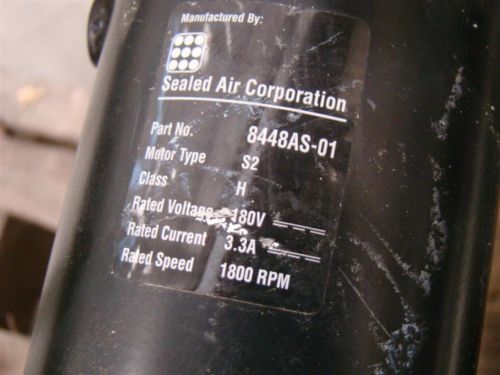 Manufactured By:
Sealed Air Corporation
Part No. 8448AS-01
Motor Type S2
Class H
Rated Voltage 180V
Rated Current 3.3A
Rated Speed 1800 RPM